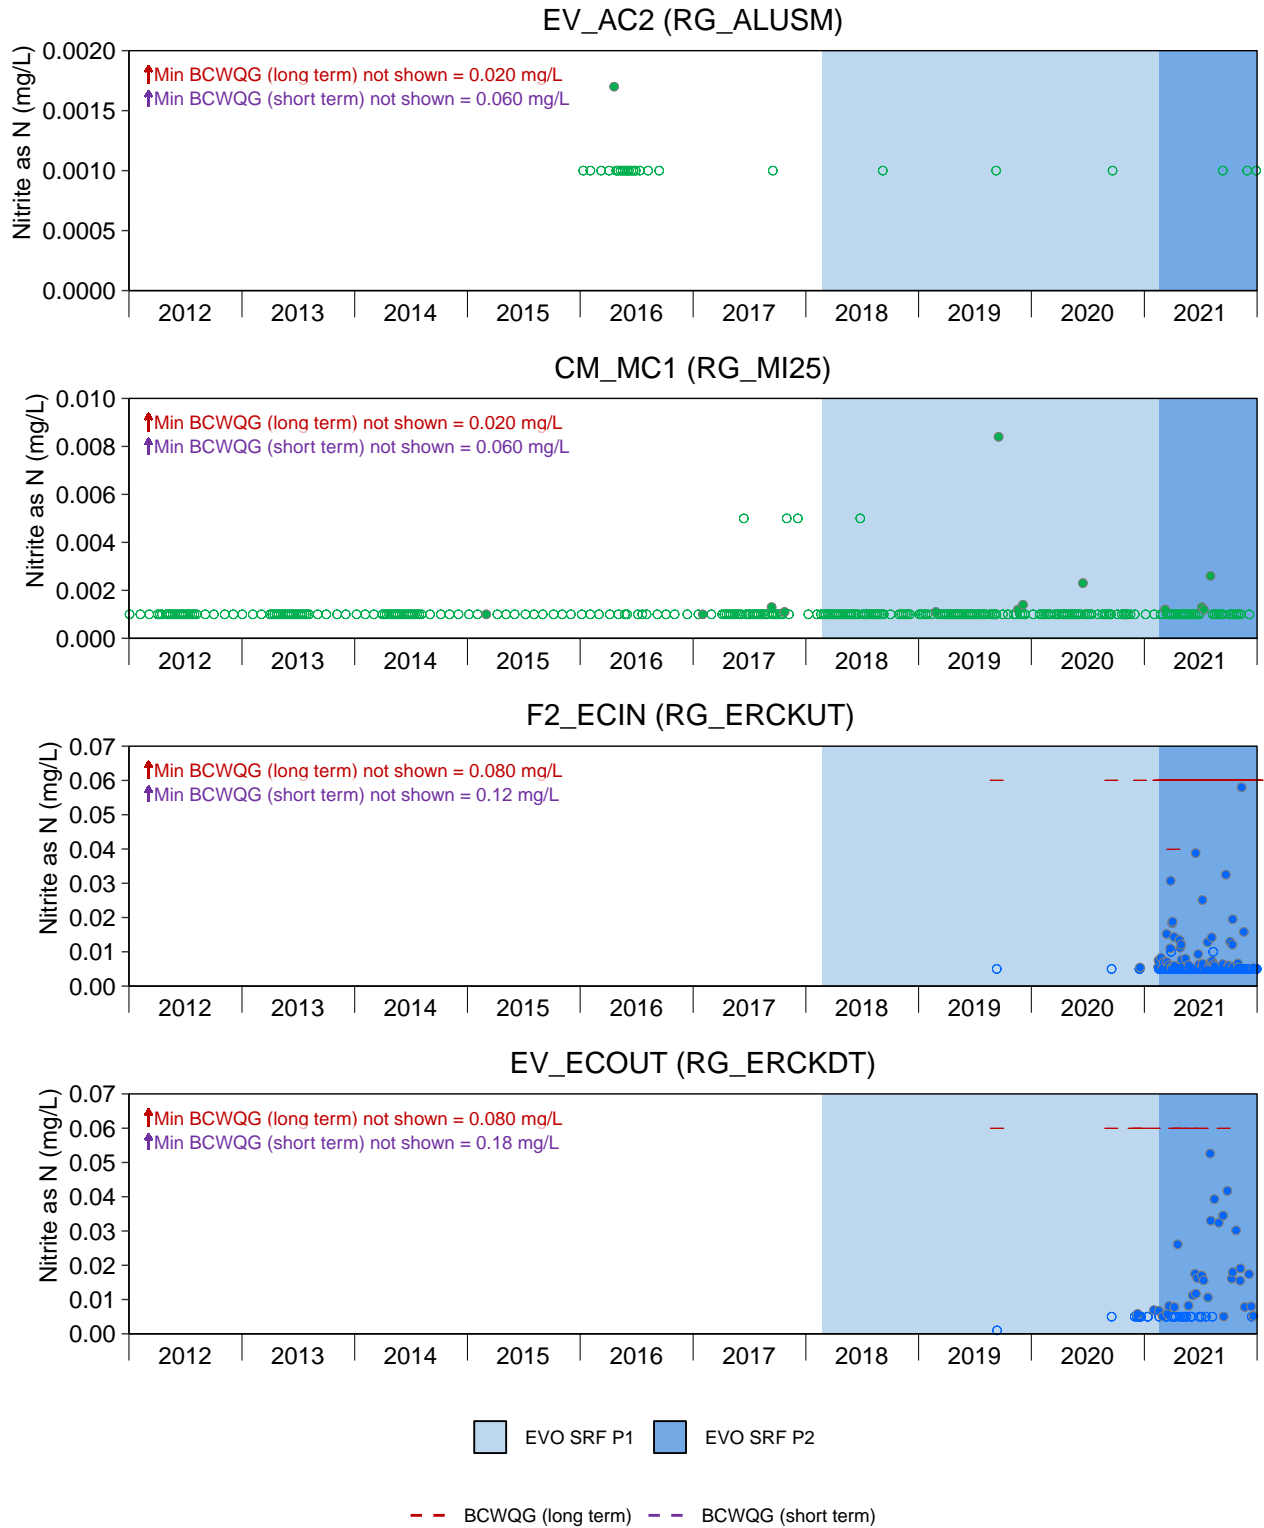 EV_AC2 (RG_ALUSM)
Nitrite as N (mg/L)
0.0020
0.0015
0.0010
0.0005
0.0000
Min BCWQG (long term) not shown = 0.020 mg/L
Min BCWQG (short term) not shown = 0.060 mg/L
2012 2013 2014 2015 2016 2017 2018 2019 2020 2021
CM_MC1 (RG_MI25)
Nitrite as N (mg/L)
0.010
0.008
0.006
0.004
0.002
0.000
Min BCWQG (long term) not shown = 0.020 mg/L
Min BCWQG (short term) not shown = 0.060 mg/L
2012 2013 2014 2015 2016 2017 2018 2019 2020 2021
F2_ECIN (RG_ERCKUT)
Nitrite as N (mg/L)
0.07
0.06
0.05
0.04
0.03
0.02
0.01
0.00
Min BCWQG (long term) not shown = 0.080 mg/L
Min BCWQG (short term) not shown = 0.12 mg/L
2012 2013 2014 2015 2016 2017 2018 2019 2020 2021
EV_ECOUT (RG_ERCKDT)
Nitrite as N (mg/L)
0.07
0.06
0.05
0.04
0.03
0.02
0.01
0.00
Min BCWQG (long term) not shown = 0.080 mg/L
Min BCWQG (short term) not shown = 0.18 mg/L
2012 2013 2014 2015 2016 2017 2018 2019 2020 2021
EVO SRF P1 EVO SRF P2
BCWQG (long term) BCWQG (short term)